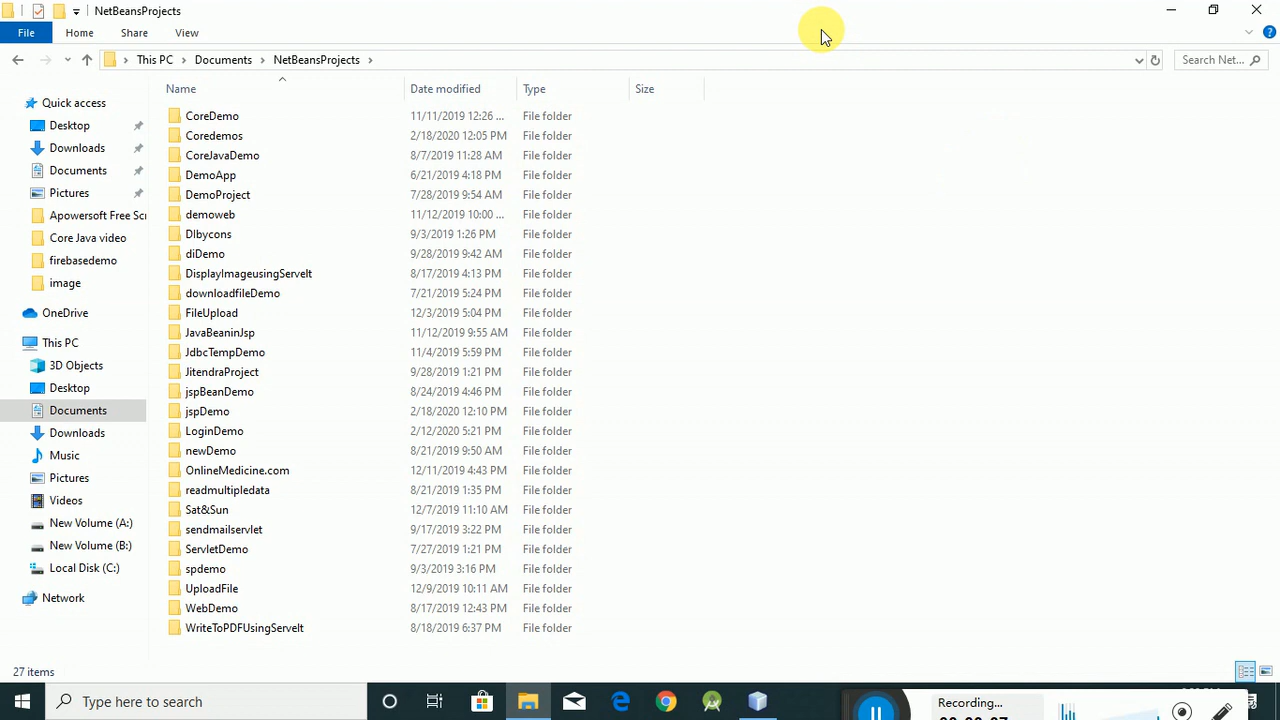 NetBeansProjects
File Home Share View
This PC Documents NetBeansProjects Search Net...
Name Date modified Type Size
Quick access
Desktop
Downloads
Documents
Pictures
Apowersoft Free Scr
Core Java video
firebasedemo
image
OneDrive
This PC
3D Objects
Desktop
Documents
Downloads
Music
Pictures
Videos
New Volume (A:)
New Volume (B:)
Local Disk (C:)
Network
CoreDemo 11/11/2019 12:26 ... File folder
Coredemos 2/18/2020 12:05 PM File folder
CoreJavaDemo 8/7/2019 11:28 AM File folder
DemoApp 6/21/2019 4:18 PM File folder
DemoProject 7/28/2019 9:54 AM File folder
demoweb 11/12/2019 10:00 ... File folder
DIbycons 9/3/2019 1:26 PM File folder
diDemo 9/28/2019 9:42 AM File folder
DisplayImageusingServelt 8/17/2019 4:13 PM File folder
downloadfileDemo 7/21/2019 5:24 PM File folder
FileUpload 12/3/2019 5:04 PM File folder
JavaBeaninJsp 11/12/2019 9:55 AM File folder
JdbcTempDemo 11/4/2019 5:59 PM File folder
JitendraProject 9/28/2019 1:21 PM File folder
jspBeanDemo 8/24/2019 4:46 PM File folder
jspDemo 2/18/2020 12:10 PM File folder
LoginDemo 2/12/2020 5:21 PM File folder
newDemo 8/21/2019 9:50 AM File folder
OnlineMedicine.com 12/11/2019 4:43 PM File folder
readmultipledata 8/21/2019 1:35 PM File folder
Sat&Sun 12/7/2019 11:10 AM File folder
sendmailservlet 9/17/2019 3:22 PM File folder
ServletDemo 7/27/2019 1:21 PM File folder
spdemo 9/3/2019 3:16 PM File folder
UploadFile 12/9/2019 10:11 AM File folder
WebDemo 8/17/2019 12:43 PM File folder
WriteToPDFUsingServelt 8/18/2019 6:37 PM File folder
27 items
Type here to search
Recording...